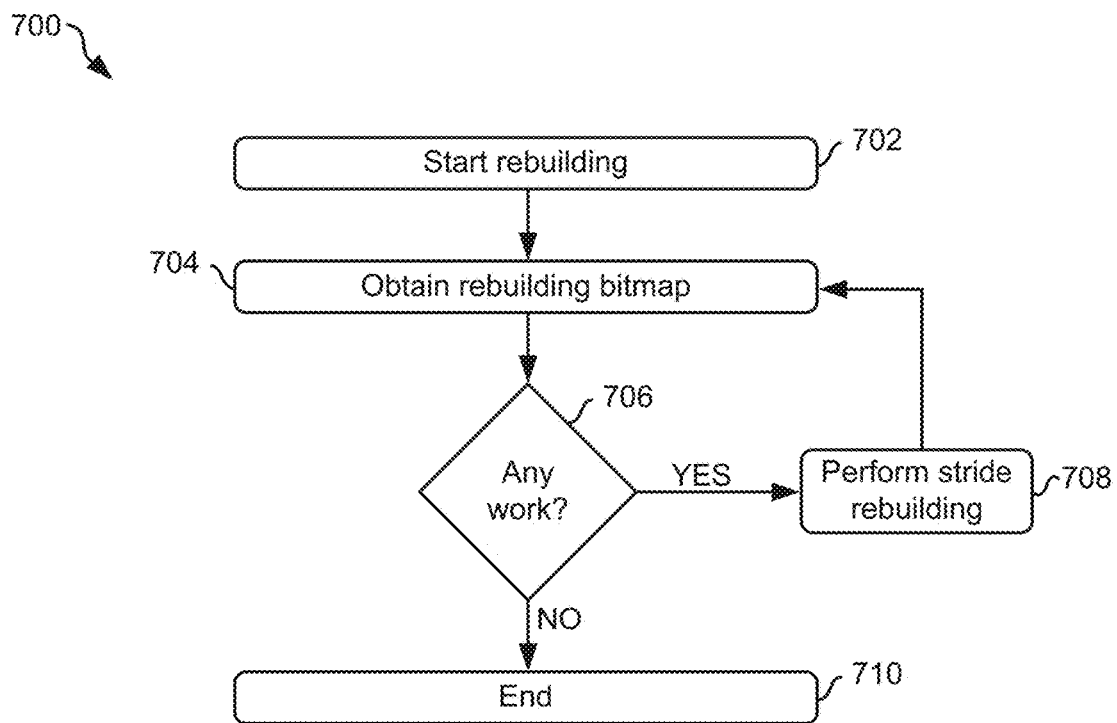 700
702
Start rebuilding
704
Obtain rebuilding bitmap
706
Any
work?
YES
Perform stride
rebuilding
708
NO
End
710